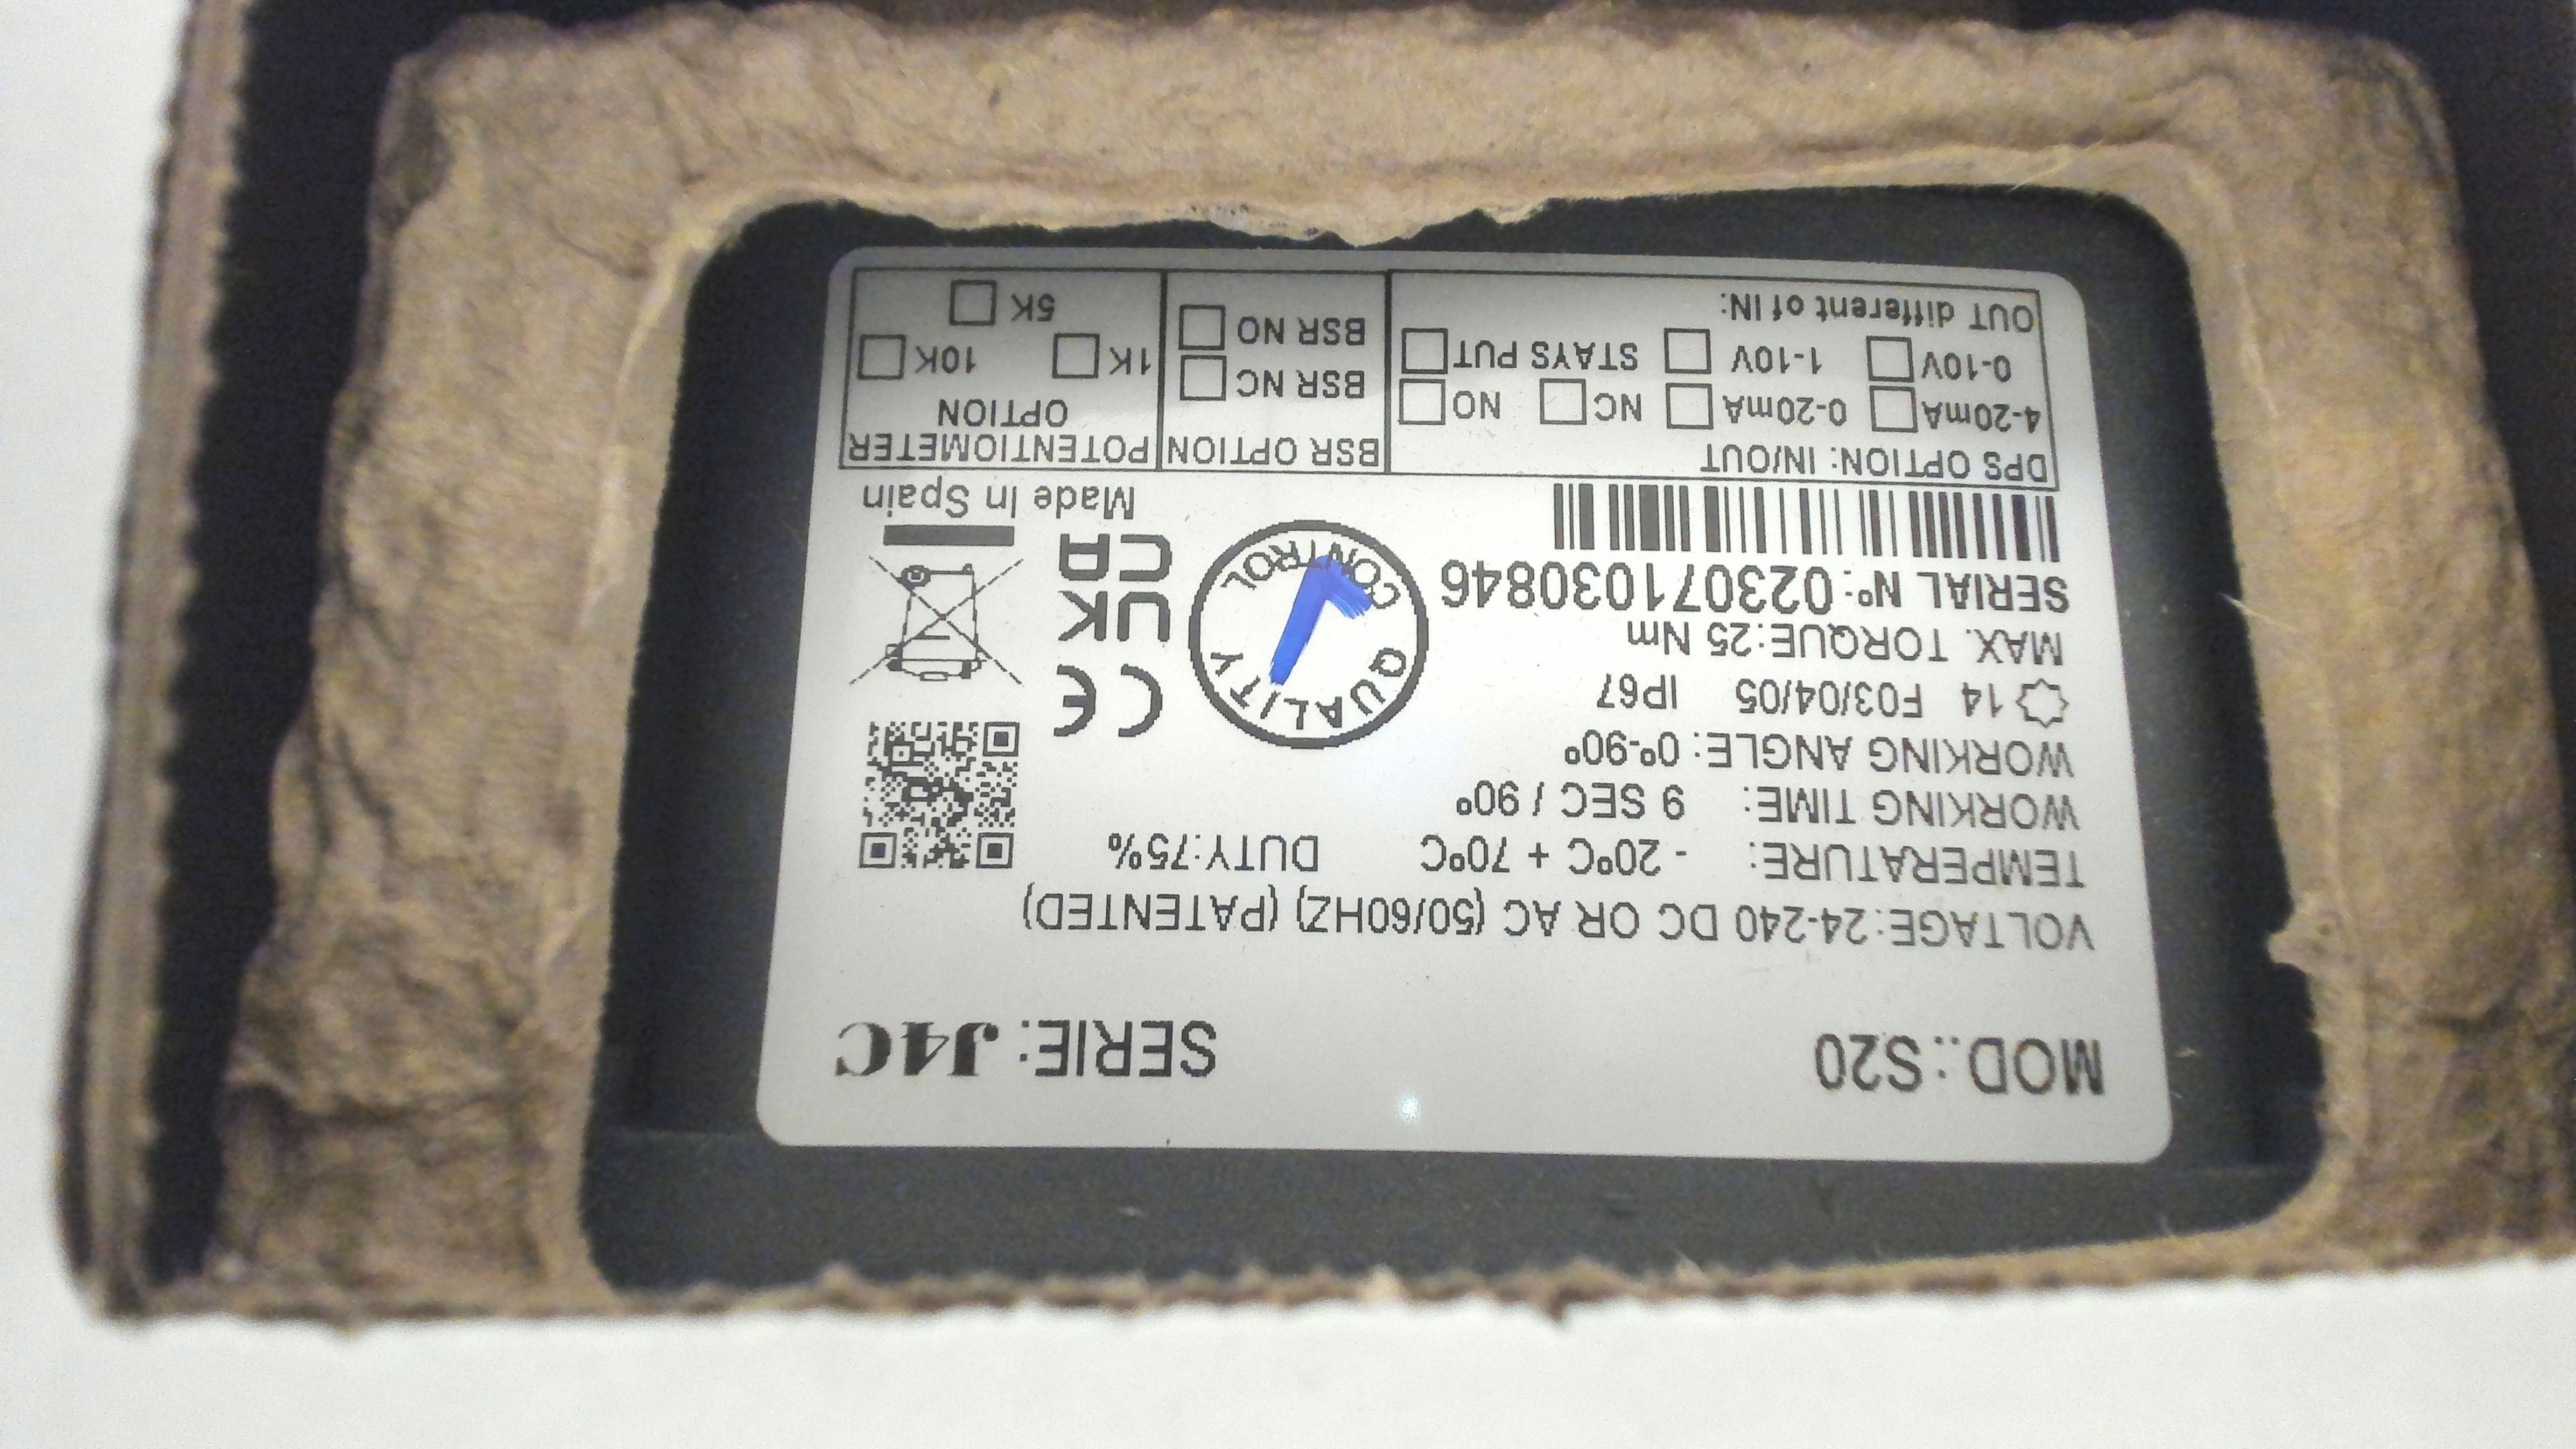 MOD.:S20 SERIE: J4C
VOLTAGE:24-240 DC OR AC (50/60HZ) (PATENTED)
TEMPERATURE: - 20ºC + 70ºC DUTY:75%
WORKING TIME: 9 SEC / 90º
WORKING ANGLE: 0º-90º
14 F03/04/05 IP67
MAX. TORQUE:25 Nm
SERIAL Nº:023071030846
QUALITY CONTROL
CE
UK
CA
Made In Spain
DPS OPTION: IN/OUT
4-20mA 0-20mA NC NO
0-10V 1-10V STAYS PUT
OUT different of IN:
BSR OPTION
BSR NC
BSR NO
POTENTIOMETER
OPTION
1K 10K
5K